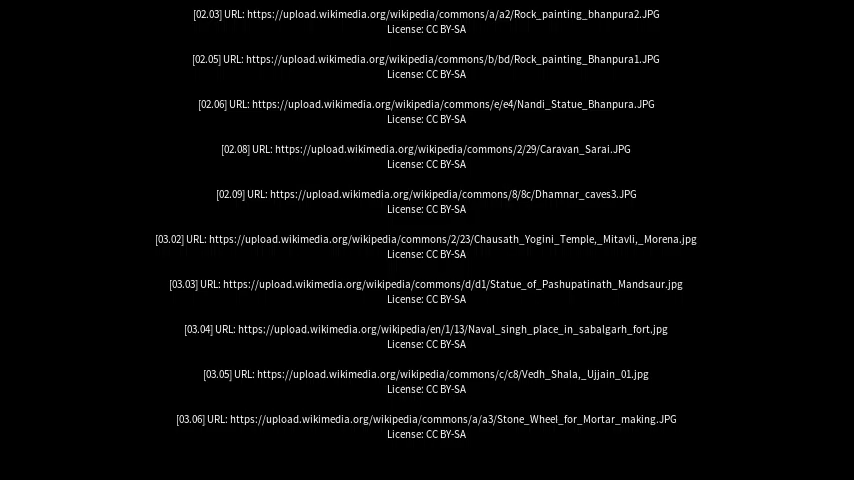 [02.03] URL: https://upload.wikimedia.org/wikipedia/commons/a/a2/Rock_painting_bhanpura2.JPG
License: CC BY-SA
[02.05] URL: https://upload.wikimedia.org/wikipedia/commons/b/bd/Rock_painting_Bhanpura1.JPG
License: CC BY-SA
[02.06] URL: https://upload.wikimedia.org/wikipedia/commons/e/e4/Nandi_Statue_Bhanpura.JPG
License: CC BY-SA
[02.08] URL: https://upload.wikimedia.org/wikipedia/commons/2/29/Caravan_Sarai.JPG
License: CC BY-SA
[02.09] URL: https://upload.wikimedia.org/wikipedia/commons/8/8c/Dhamnar_caves3.JPG
License: CC BY-SA
[03.02] URL: https://upload.wikimedia.org/wikipedia/commons/2/23/Chausath_Yogini_Temple,_Mitavli,_Morena.jpg
License: CC BY-SA
[03.03] URL: https://upload.wikimedia.org/wikipedia/commons/d/d1/Statue_of_Pashupatinath_Mandsaur.jpg
License: CC BY-SA
[03.04] URL: https://upload.wikimedia.org/wikipedia/en/1/13/Naval_singh_place_in_sabalgarh_fort.jpg
License: CC BY-SA
[03.05] URL: https://upload.wikimedia.org/wikipedia/commons/c/c8/Vedh_Shala,_Ujjain_01.jpg
License: CC BY-SA
[03.06] URL: https://upload.wikimedia.org/wikipedia/commons/a/a3/Stone_Wheel_for_Mortar_making.JPG
License: CC BY-SA